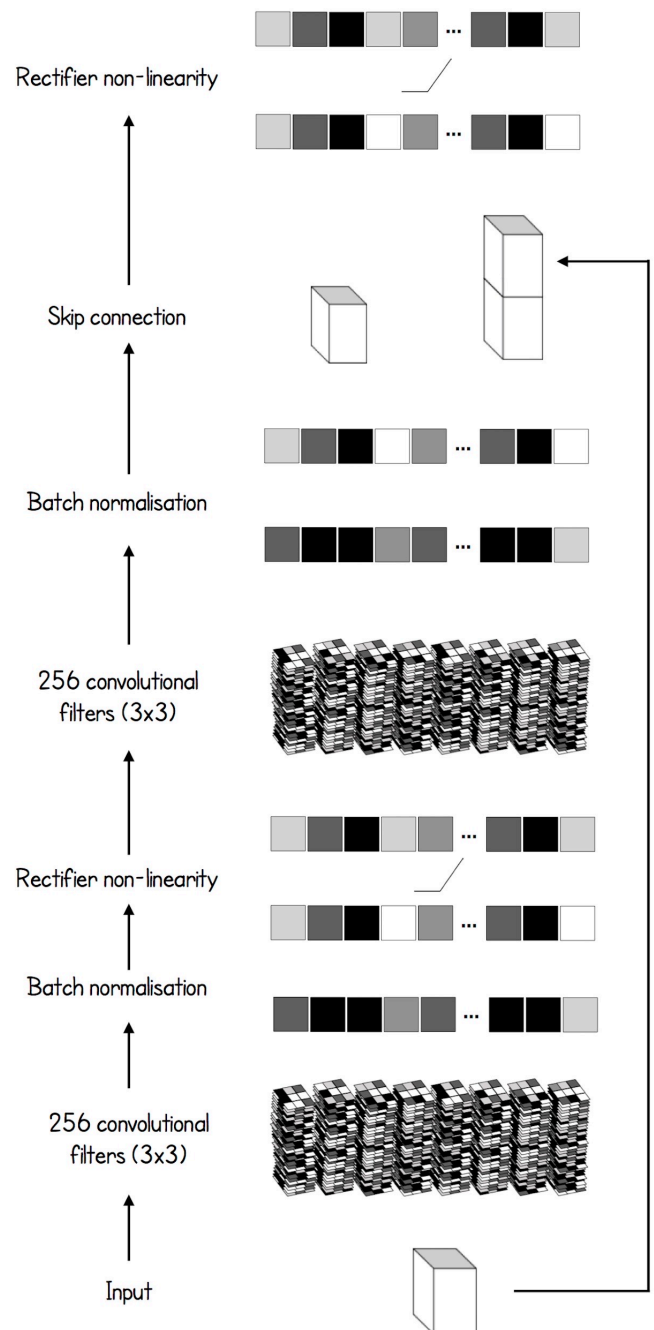 Rectifier non-linearity
...
...
Skip connection
...
Batch normalisation
...
256 convolutional
filters (3x3)
...
Rectifier non-linearity
...
Batch normalisation
...
256 convolutional
filters (3x3)
Input